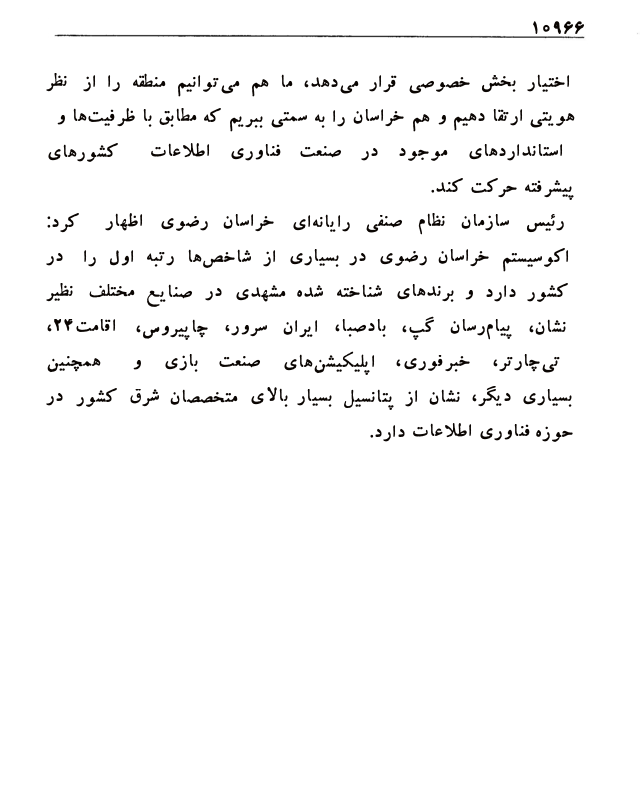 ۱۰۹۶۶
اختیار بخش خصوصی قرار می‌دهد، ما هم می‌توانیم منطقه را از نظر
هویتی ارتقا دهیم و هم خراسان را به سمتی ببریم که مطابق با ظرفیت‌ها و
استانداردهای موجود در صنعت فناوری اطلاعات کشورهای
پیشرفته حرکت کند.
رئیس سازمان نظام صنفی رایانه‌ای خراسان رضوی اظهار کرد:
اکوسیستم خراسان رضوی در بسیاری از شاخص‌ها رتبه اول را در
کشور دارد و برندهای شناخته شده مشهدی در صنایع مختلف نظیر
نشان، پیام‌رسان گپ، بادصبا، ایران سرور، چاپیروس، اقامت۲۴،
تی‌چارتر، خبرفوری، اپلیکیشن‌های صنعت بازی و همچنین
بسیاری دیگر، نشان از پتانسیل بسیار بالای متخصصان شرق کشور در
حوزه فناوری اطلاعات دارد.